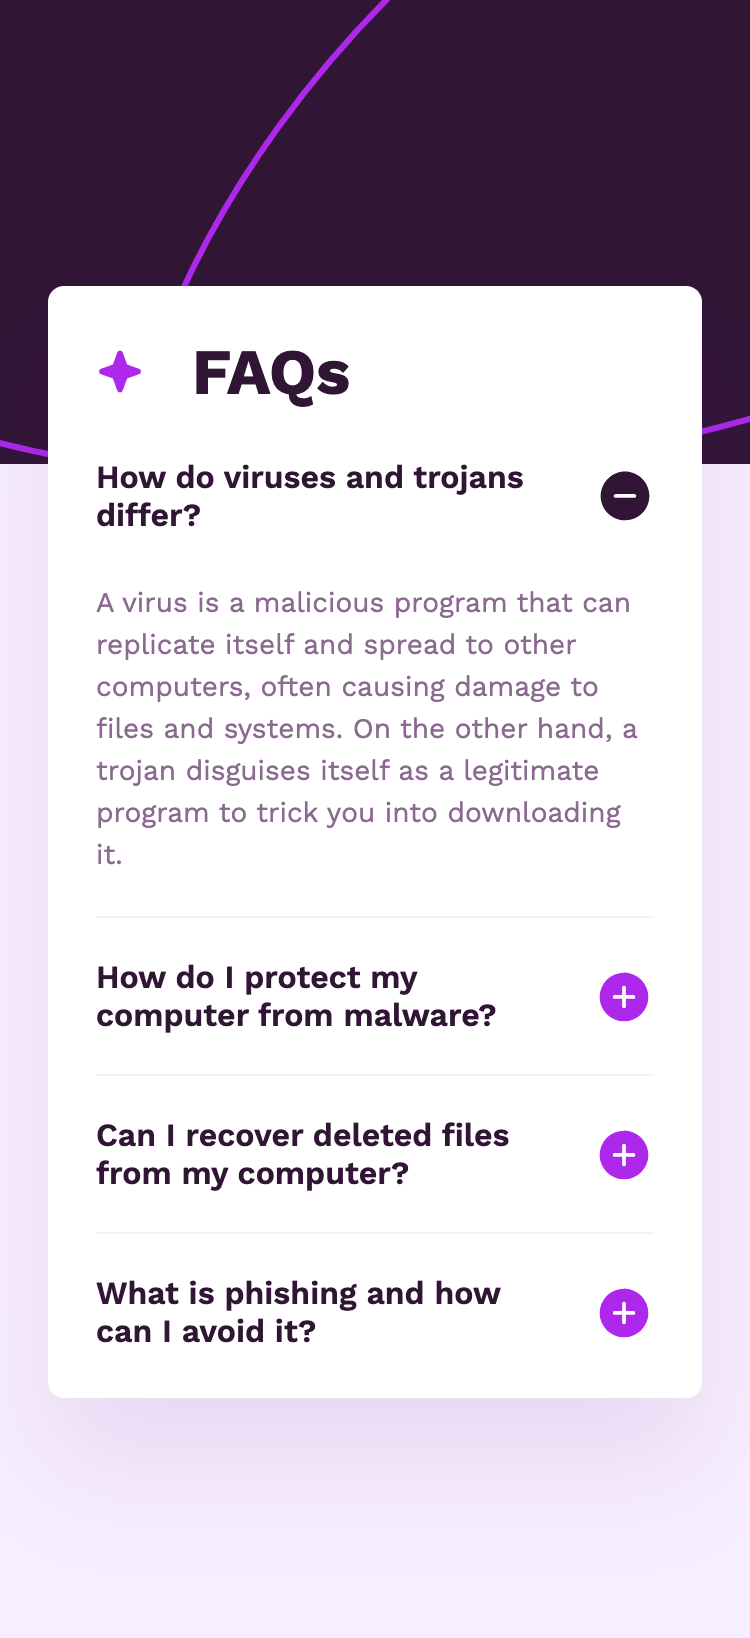 FAQs
How do viruses and trojans
differ?
A virus is a malicious program that can
replicate itself and spread to other
computers, often causing damage to
files and systems. On the other hand, a
trojan disguises itself as a legitimate
program to trick you into downloading
it.
How do I protect my
computer from malware?
Can I recover deleted files
from my computer?
What is phishing and how
can I avoid it?